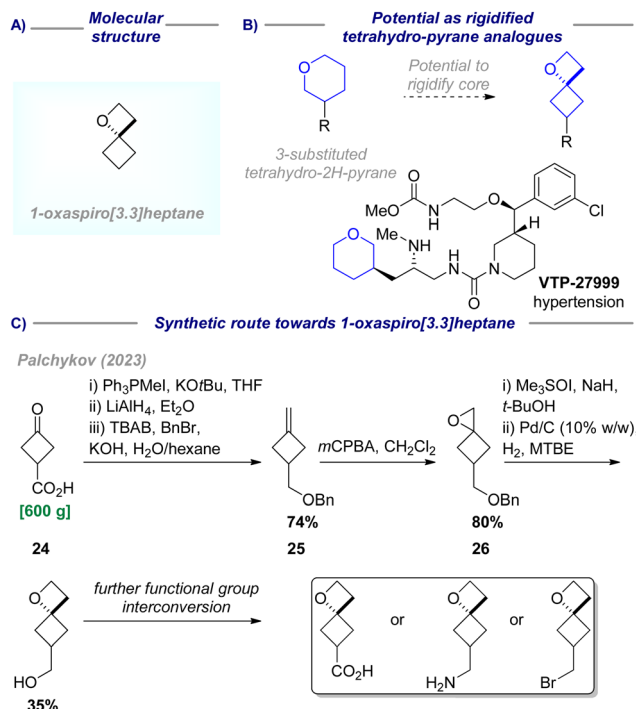 A) Molecular structure
O
1-oxaspiro[3.3]heptane
B) Potential as rigidified
tetrahydro-pyrane analogues
O
R
Potential to
rigidify core
O
R
3-substituted
tetrahydro-2H-pyrane
O
MeO
N
H
O
Cl
H
O
MeN
NH
H
N
N
O
VTP-27999
hypertension
C) Synthetic route towards 1-oxaspiro[3.3]heptane
Palchykov (2023)
O
CO2H
[600 g]
24
i) Ph3PMeI, KOtBu, THF
ii) LiAlH4, Et2O
iii) TBAB, BnBr,
KOH, H2O/hexane
OBn
74%
25
mCPBA, CH2Cl2
O
OBn
80%
26
i) Me3SOI, NaH,
t-BuOH
ii) Pd/C (10% w/w)
H2, MTBE
O
HO
35%
further functional group
interconversion
O
CO2H
or
O
H2N
or
O
Br